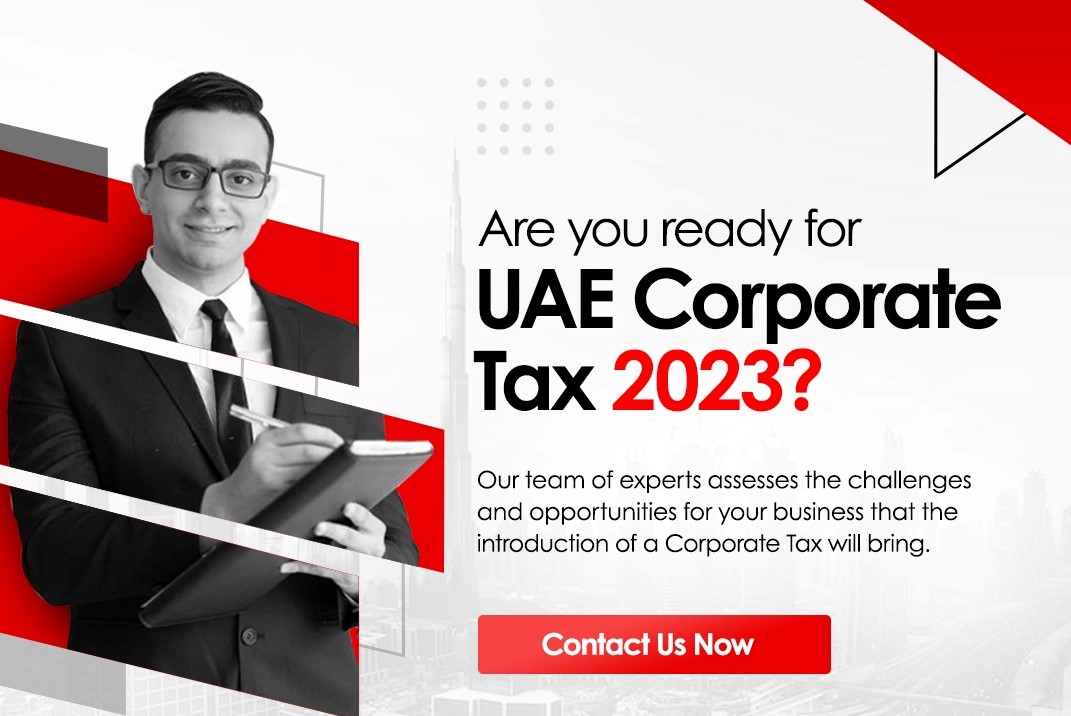 Are you ready for
UAE Corporate
Tax 2023?
Our team of experts assesses the challenges
and opportunities for your business that the
introduction of a Corporate Tax will bring.
Contact Us Now